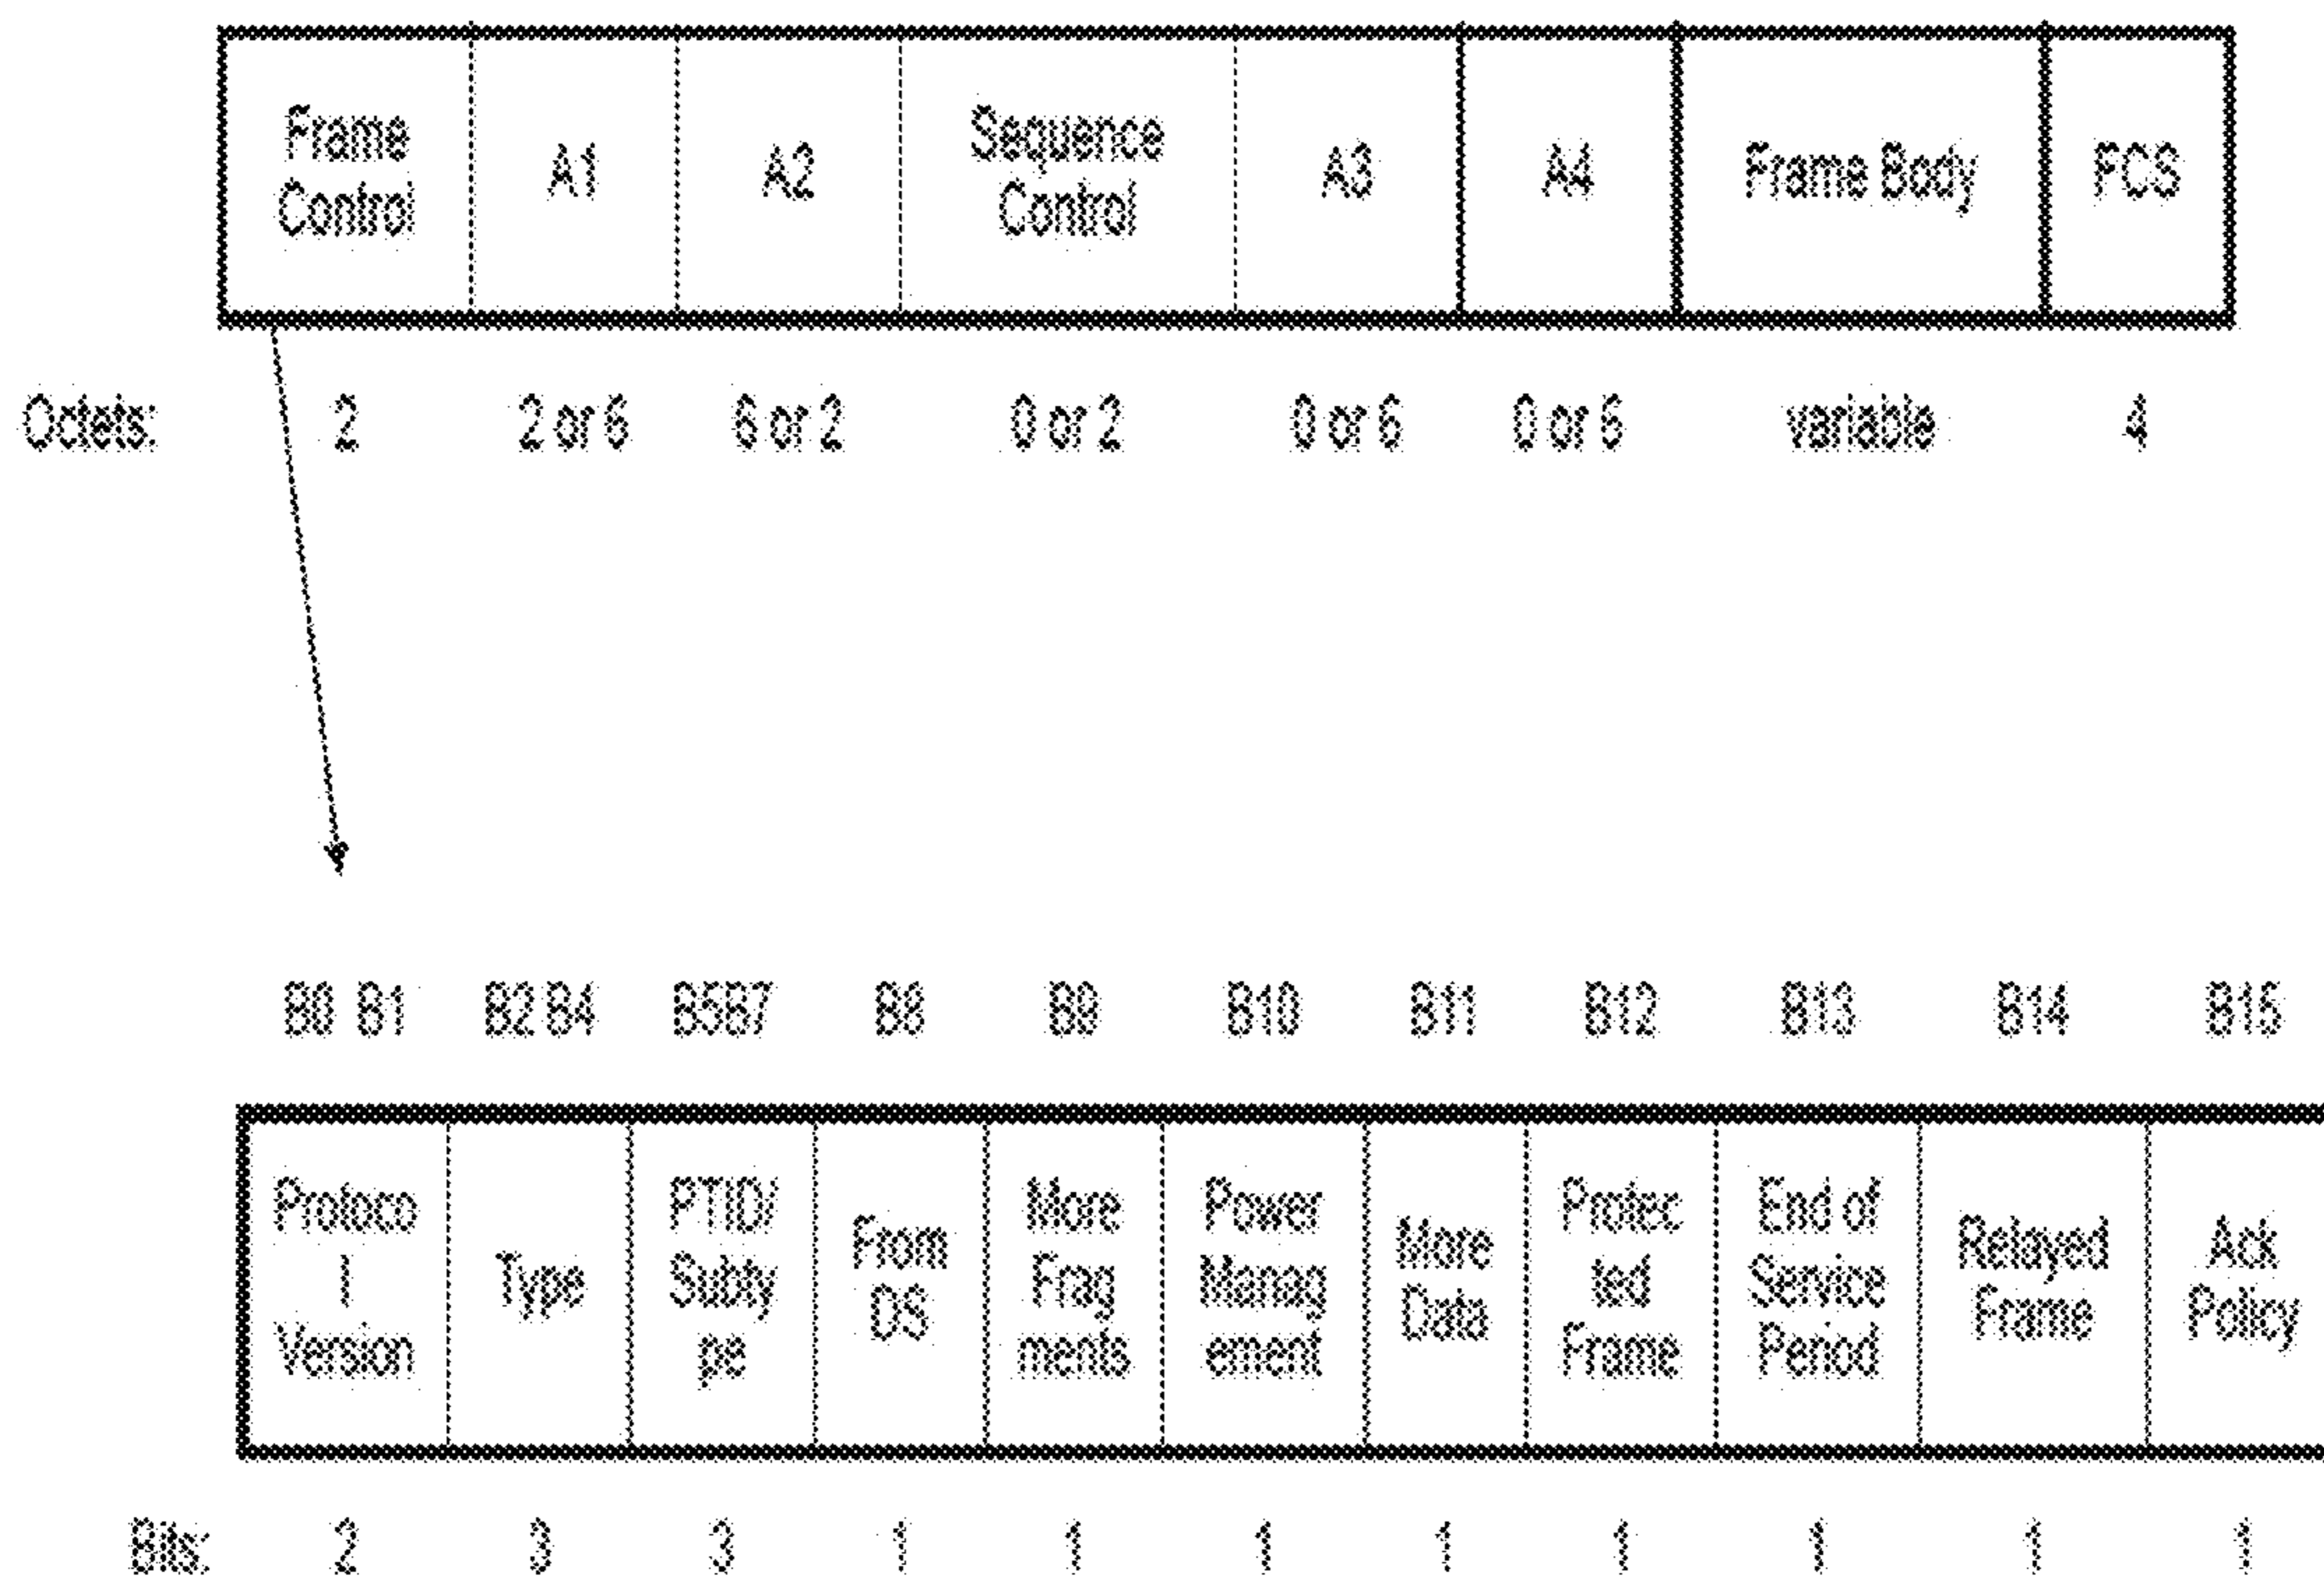 Frame Control A1 A2 Sequence Control A3 A4 Frame Body FCS
Octets: 2 2 or 6 6 or 2 0 or 2 0 or 6 0 or 6 variable 4
B0 B1 B2 B4 B5B7 B8 B9 B10 B11 B12 B13 B14 B15
Protoco
l
Version
Type
PTID/
Subty
pe
From
DS
More
Frag
ments
Power
Manag
ement
More
Data
Protec
ted
Frame
End of
Service
Period
Relayed
Frame
Ack
Policy
Bits: 2 3 3 1 1 1 1 1 1 1 1